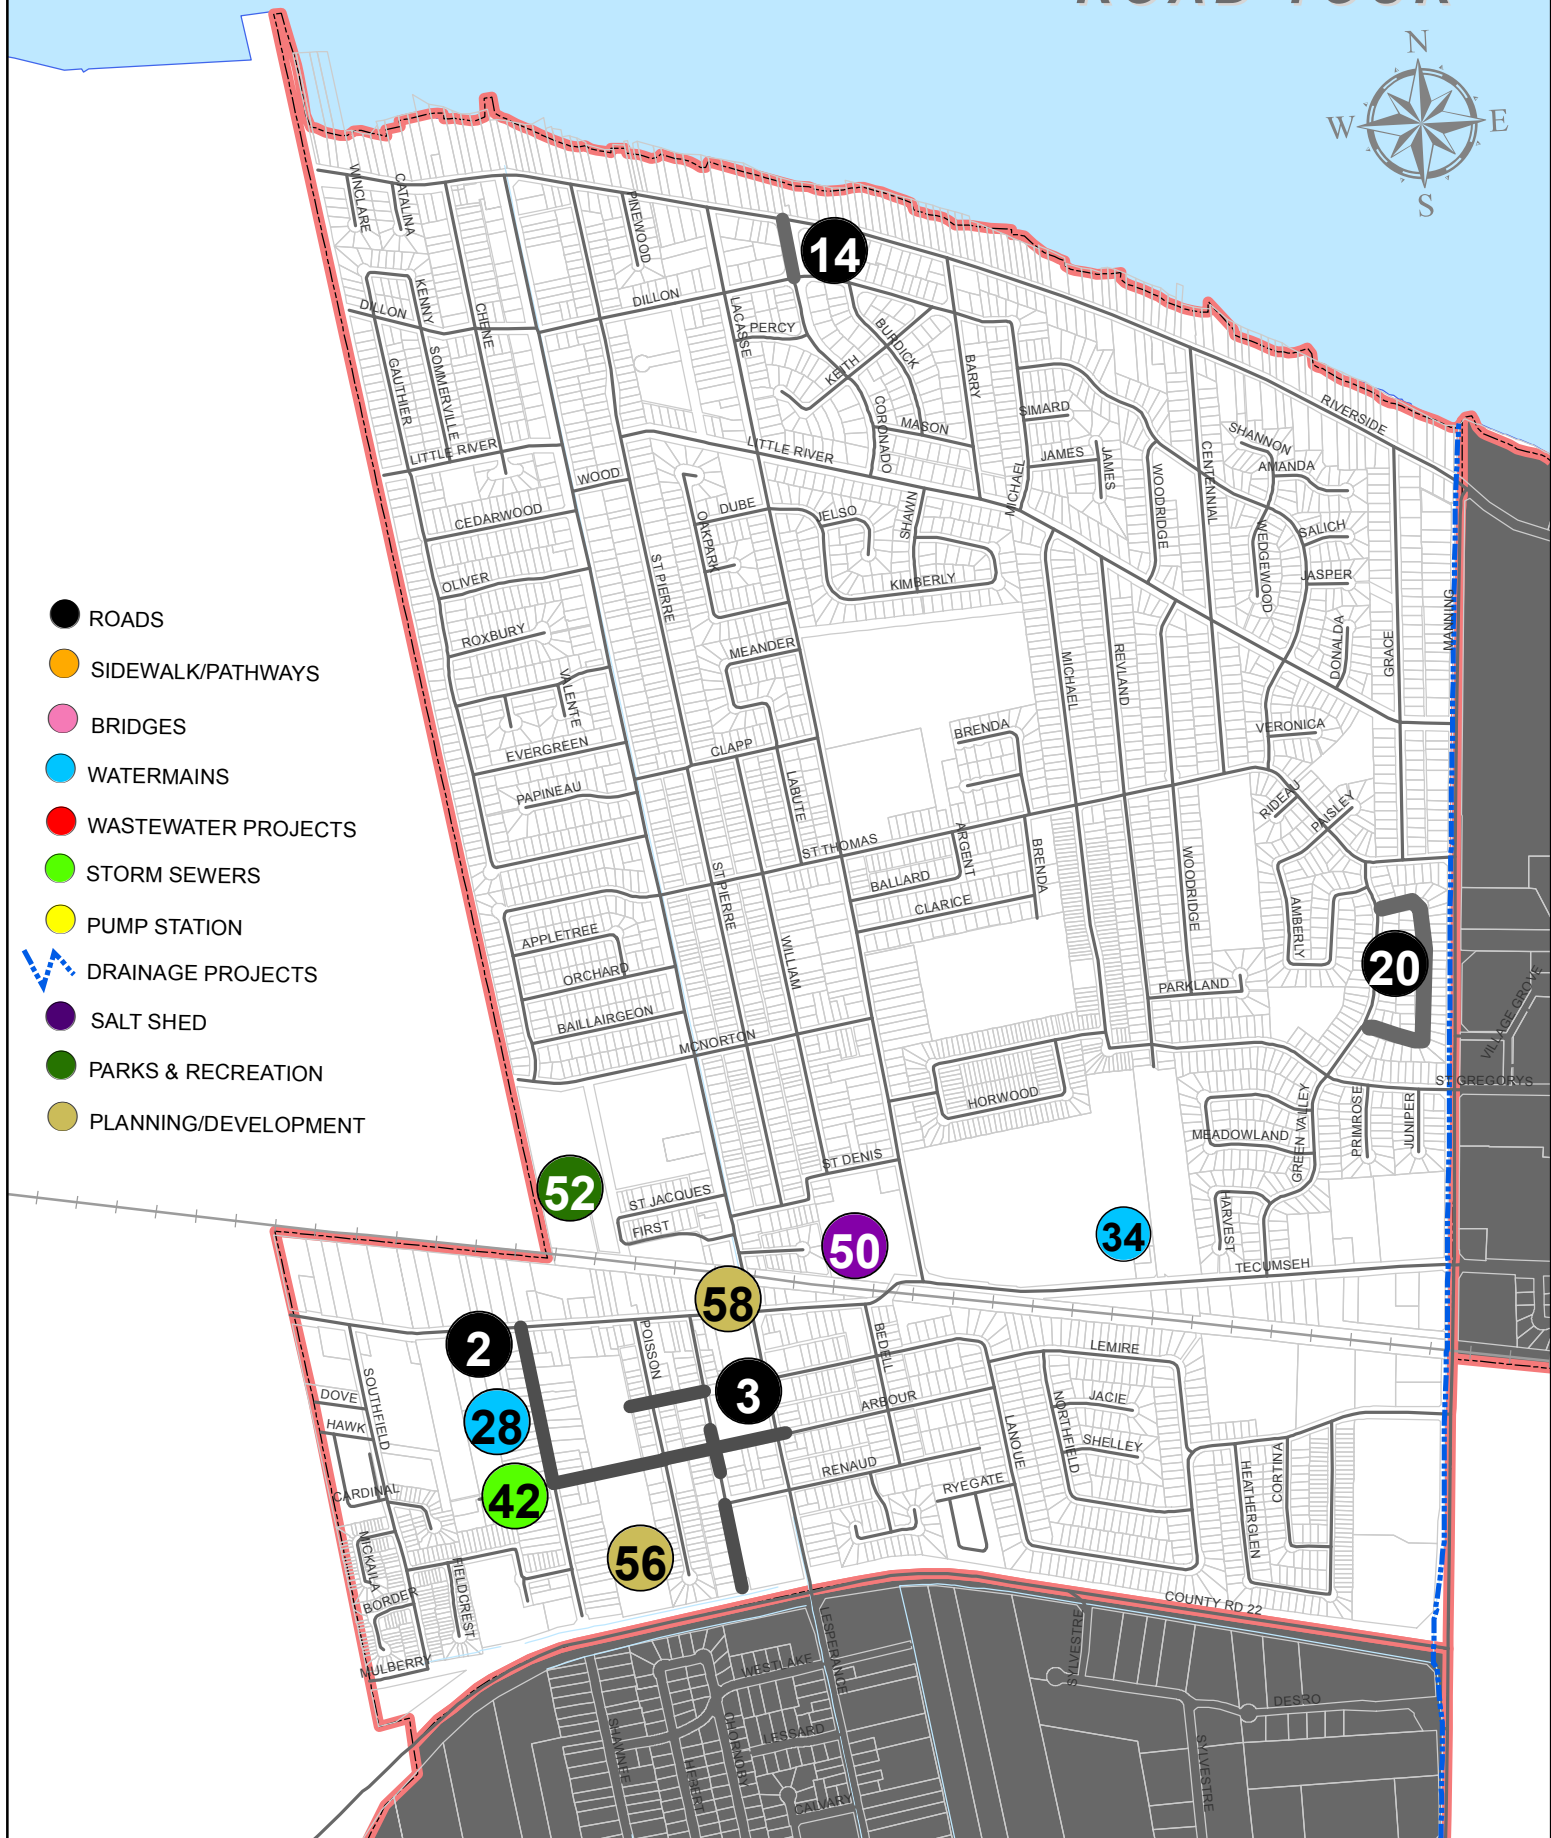 ROAD TOUR
N
W
E
S
WINCLARE
CATALINA
PINEWOOD
14
KENNY
DILLON
DILLON
CHENE
LACASSE
PERCY
BURDICK
KEITH
BARRY
GAUTHIER
SOMMERVILLE
CORONADO
MASON
SIMARD
RIVERSIDE
SHANNON
LITTLE RIVER
LITTLE RIVER
JAMES
JAMES
CENTENNIAL
AMANDA
WOOD
MICHAEL
WOODRIDGE
CEDARWOOD
DUBE
JELSO
SHAWN
OAKPARK
SALICH
WEDGEWOOD
OLIVER
ST PIERRE
KIMBERLY
JASPER
MANNING
ROXBURY
MEANDER
DONALDA
GRACE
MICHAEL
REVLAND
VALENTE
EVERGREEN
CLAPP
BRENDA
VERONICA
PAPINEAU
LABUTE
RIDEAU
PAISLEY
ST THOMAS
ARGENT
BRENDA
BALLARD
WOODRIDGE
ST PIERRE
CLARICE
AMBERLY
APPLETREE
WILLIAM
ORCHARD
PARKLAND
20
BAILLAIRGEON
MCNORTON
VILLAGE GROVE
HORWOOD
ST GREGORYS
MEADOWLAND
GREEN VALLEY
PRIMROSE
JUNIPER
ST DENIS
52
ST JACQUES
FIRST
HARVEST
50
34
TECUMSEH
ROADS
SIDEWALK/PATHWAYS
BRIDGES
WATERMAINS
WASTEWATER PROJECTS
STORM SEWERS
PUMP STATION
DRAINAGE PROJECTS
SALT SHED
PARKS & RECREATION
PLANNING/DEVELOPMENT
58
2
POISSON
BEDELL
LEMIRE
SOUTHFIELD
DOVE
3
ARBOUR
JACIE
HAWK
28
NORTHFIELD
LANOUE
SHELLEY
RENAUD
HEATHERGLEN
CORTINA
CARDINAL
42
RYEGATE
MICKAILA
56
BORDER
FIELDCREST
COUNTY RD 22
MULBERRY
LESPERANCE
SYLVESTRE
WESTLAKE
DESRO
SHAWNEE
CHORNOBY
LESSARD
HEBERT
SYLVESTRE
CALVARY